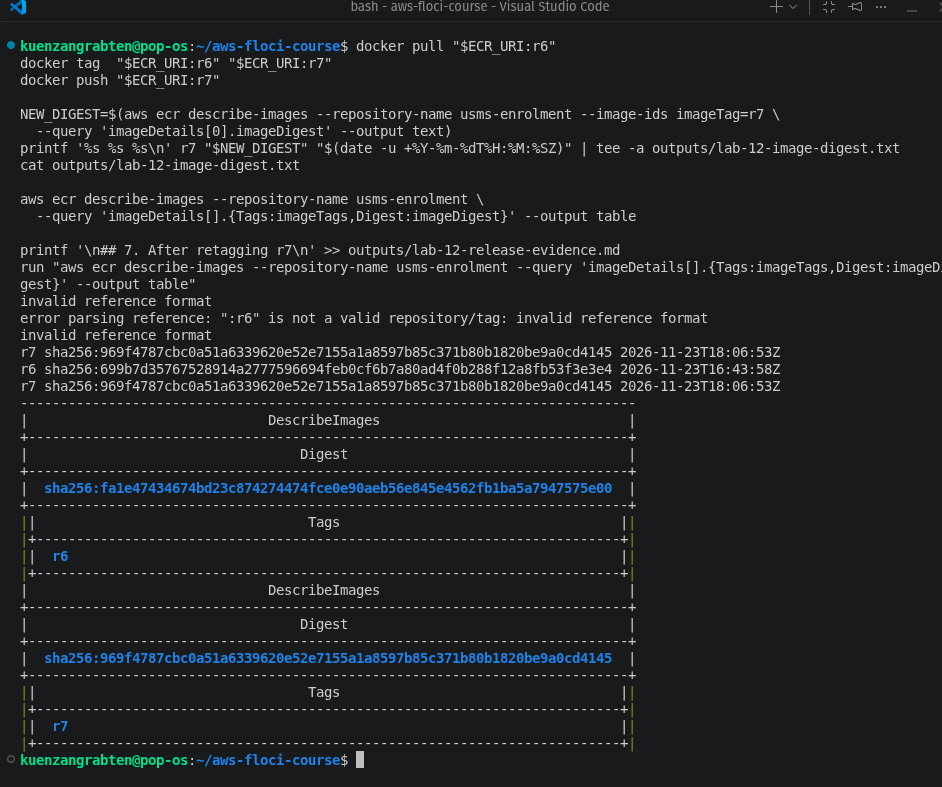 bash - aws-floci-course - Visual Studio Code
kuenzangrabten@pop-os:~/aws-floci-course$ docker pull "$ECR_URI:r6"
docker tag  "$ECR_URI:r6" "$ECR_URI:r7"
docker push "$ECR_URI:r7"
NEW_DIGEST=$(aws ecr describe-images --repository-name usms-enrolment --image-ids imageTag=r7 \
  --query 'imageDetails[0].imageDigest' --output text)
printf '%s %s %s\n' r7 "$NEW_DIGEST" "$(date -u +%Y-%m-%dT%H:%M:%SZ)" | tee -a outputs/lab-12-image-digest.txt
cat outputs/lab-12-image-digest.txt
aws ecr describe-images --repository-name usms-enrolment \
  --query 'imageDetails[].{Tags:imageTags,Digest:imageDigest}' --output table
printf '\n## 7. After retagging r7\n' >> outputs/lab-12-release-evidence.md
run "aws ecr describe-images --repository-name usms-enrolment --query 'imageDetails[].{Tags:imageTags,Digest:imageDi
gest}' --output table"
invalid reference format
error parsing reference: ":r6" is not a valid repository/tag: invalid reference format
invalid reference format
r7 sha256:969f4787cbc0a51a6339620e52e7155a1a8597b85c371b80b1820be9a0cd4145 2026-11-23T18:06:53Z
r6 sha256:699b7d35767528914a2777596694feb0cf6b7a80ad4f0b288f12a8fb53f3e3e4 2026-11-23T16:43:58Z
r7 sha256:969f4787cbc0a51a6339620e52e7155a1a8597b85c371b80b1820be9a0cd4145 2026-11-23T18:06:53Z
DescribeImages
Digest
sha256:fa1e47434674bd23c874274474fce0e90aeb56e845e4562fb1ba5a7947575e00
Tags
r6
DescribeImages
Digest
sha256:969f4787cbc0a51a6339620e52e7155a1a8597b85c371b80b1820be9a0cd4145
Tags
r7
kuenzangrabten@pop-os:~/aws-floci-course$